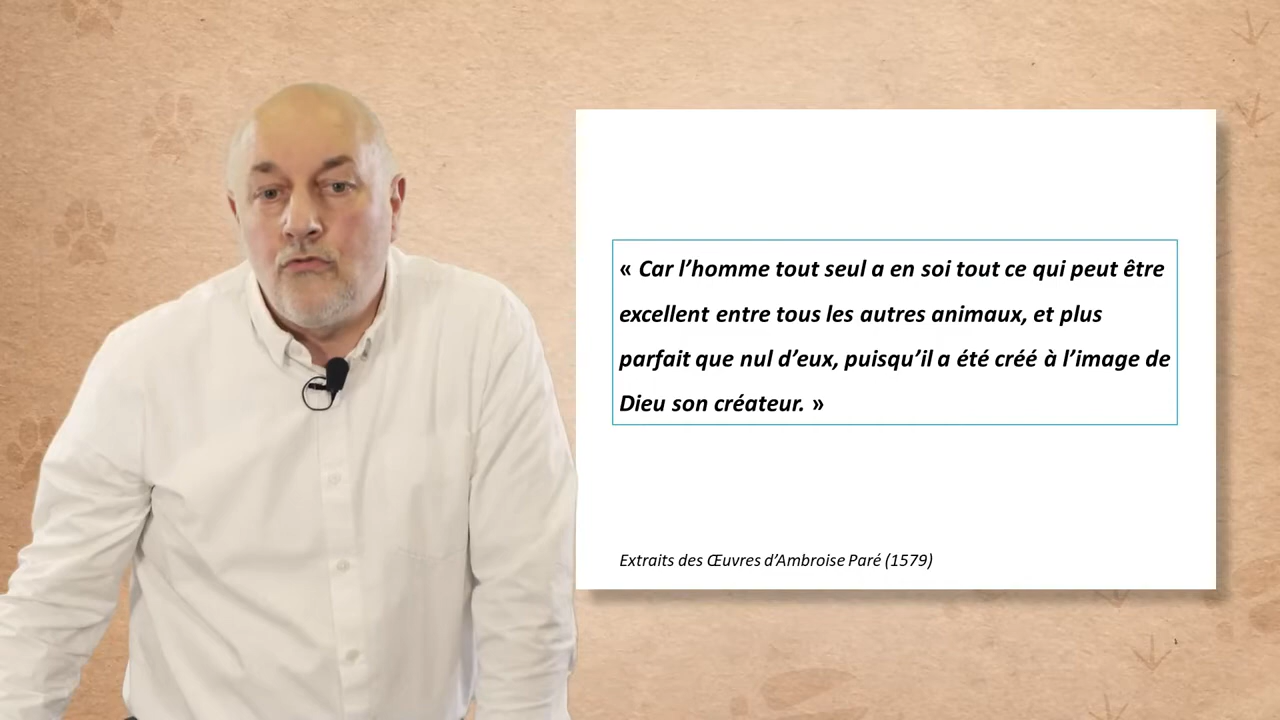 « Car l’homme tout seul a en soi tout ce qui peut être
excellent entre tous les autres animaux, et plus
parfait que nul d’eux, puisqu’il a été créé à l’image de
Dieu son créateur. »
Extraits des Œuvres d’Ambroise Paré (1579)